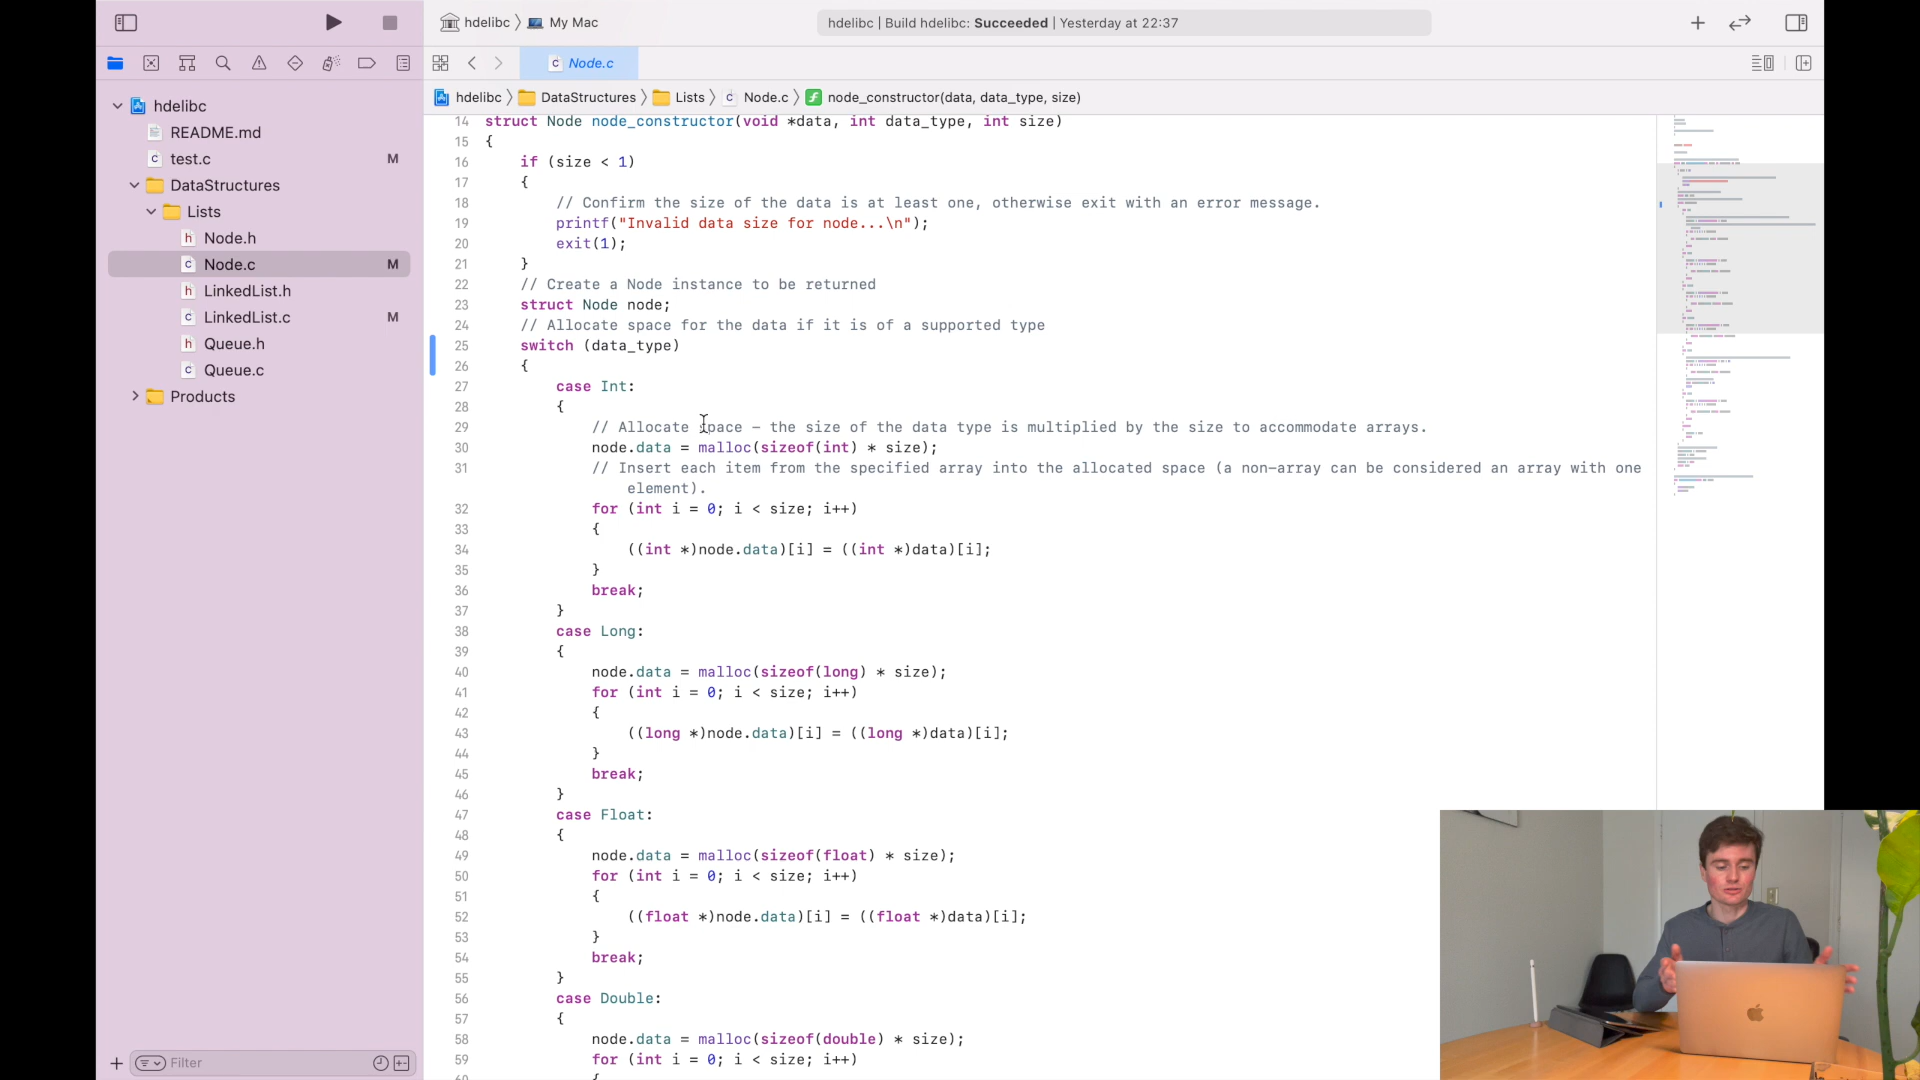 hdelibc
My Mac
hdelibc | Build hdelibc: Succeeded | Yesterday at 22:37
Node.c
hdelibc
DataStructures
Lists
Node.c
node_constructor(data, data_type, size)
hdelibc
README.md
test.c M
DataStructures
Lists
Node.h
Node.c M
LinkedList.h
LinkedList.c M
Queue.h
Queue.c
Products
Filter
14 struct Node node_constructor(void *data, int data_type, int size)
15 {
16 if (size < 1)
17 {
18 // Confirm the size of the data is at least one, otherwise exit with an error message.
19 printf("Invalid data size for node...\n");
20 exit(1);
21 }
22 // Create a Node instance to be returned
23 struct Node node;
24 // Allocate space for the data if it is of a supported type
25 switch (data_type)
26 {
27 case Int:
28 {
29 // Allocate space – the size of the data type is multiplied by the size to accommodate arrays.
30 node.data = malloc(sizeof(int) * size);
31 // Insert each item from the specified array into the allocated space (a non-array can be considered an array with one
element).
32 for (int i = 0; i < size; i++)
33 {
34 ((int *)node.data)[i] = ((int *)data)[i];
35 }
36 break;
37 }
38 case Long:
39 {
40 node.data = malloc(sizeof(long) * size);
41 for (int i = 0; i < size; i++)
42 {
43 ((long *)node.data)[i] = ((long *)data)[i];
44 }
45 break;
46 }
47 case Float:
48 {
49 node.data = malloc(sizeof(float) * size);
50 for (int i = 0; i < size; i++)
51 {
52 ((float *)node.data)[i] = ((float *)data)[i];
53 }
54 break;
55 }
56 case Double:
57 {
58 node.data = malloc(sizeof(double) * size);
59 for (int i = 0; i < size; i++)